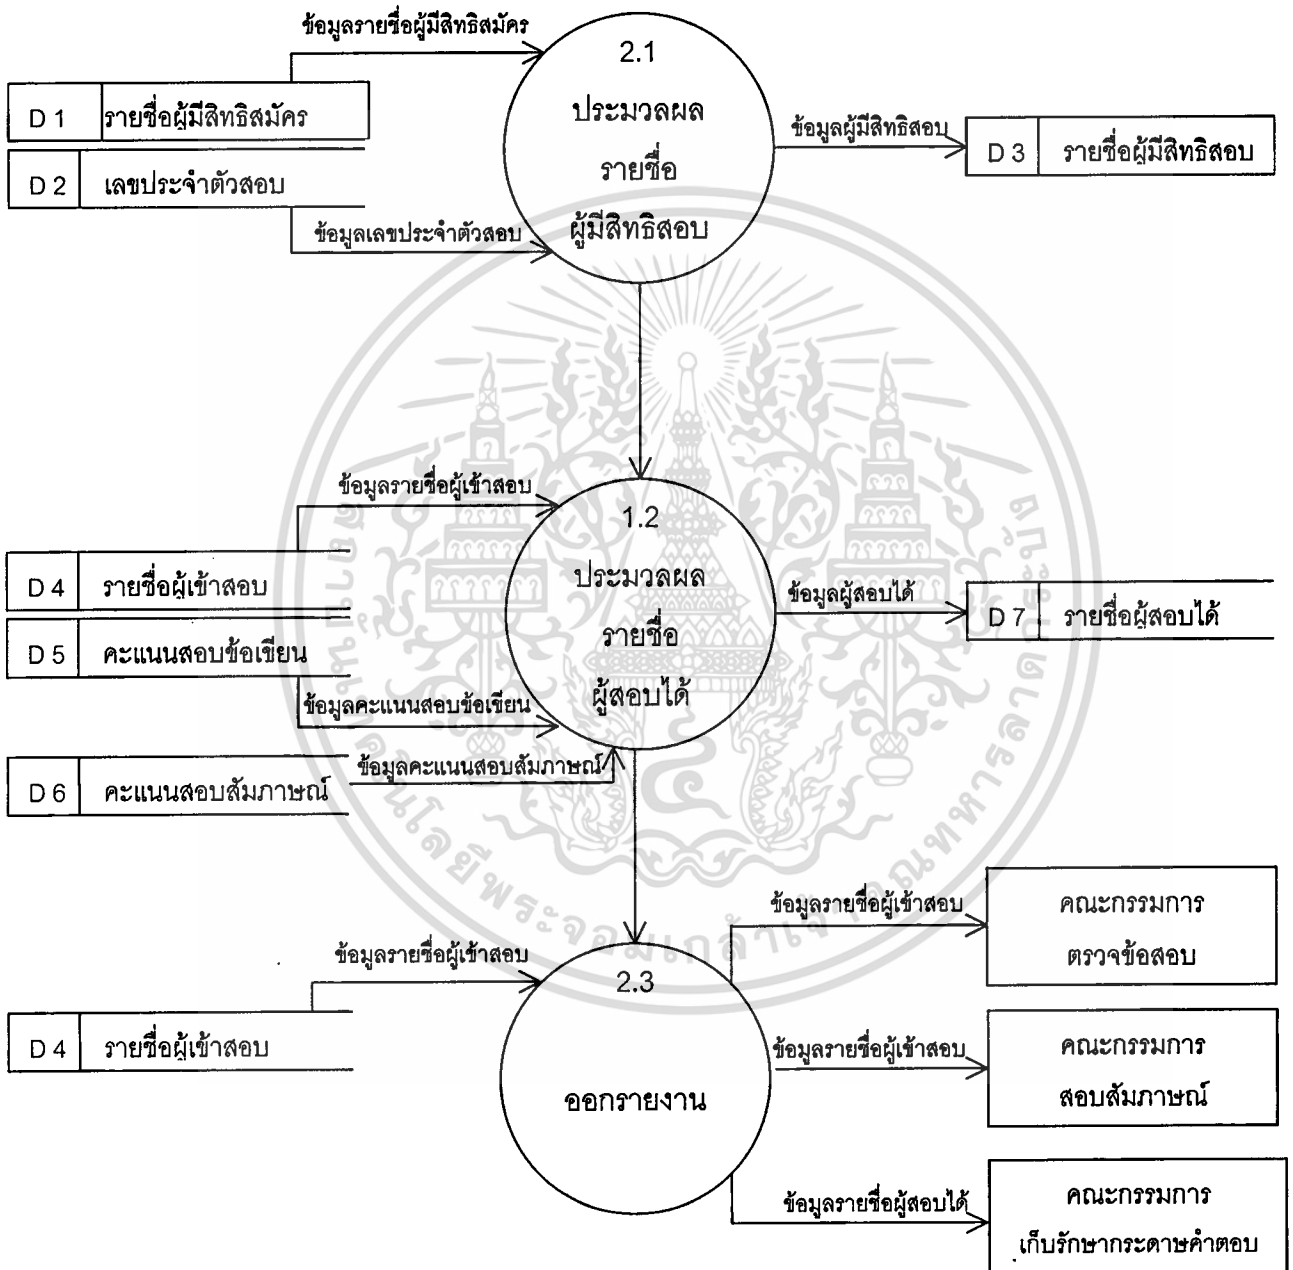 ข้อมูลรายชื่อผู้มีสิทธิสมัคร
2.1
ประมวลผล
รายชื่อ
ผู้มีสิทธิสอบ
D 1 รายชื่อผู้มีสิทธิสมัคร
D 2 เลขประจำตัวสอบ
ข้อมูลเลขประจำตัวสอบ
ข้อมูลผู้มีสิทธิสอบ
D 3 รายชื่อผู้มีสิทธิสอบ
ข้อมูลรายชื่อผู้เข้าสอบ
1.2
ประมวลผล
รายชื่อ
ผู้สอบได้
D 4 รายชื่อผู้เข้าสอบ
D 5 คะแนนสอบข้อเขียน
ข้อมูลคะแนนสอบข้อเขียน
D 6 คะแนนสอบสัมภาษณ์
ข้อมูลคะแนนสอบสัมภาษณ์
ข้อมูลผู้สอบได้
D 7 รายชื่อผู้สอบได้
ข้อมูลรายชื่อผู้เข้าสอบ
D 4 รายชื่อผู้เข้าสอบ
2.3
ออกรายงาน
ข้อมูลรายชื่อผู้เข้าสอบ
คณะกรรมการ
ตรวจข้อสอบ
ข้อมูลรายชื่อผู้เข้าสอบ
คณะกรรมการ
สอบสัมภาษณ์
ข้อมูลรายชื่อผู้สอบได้
คณะกรรมการ
เก็บรักษากระดาษคำตอบ